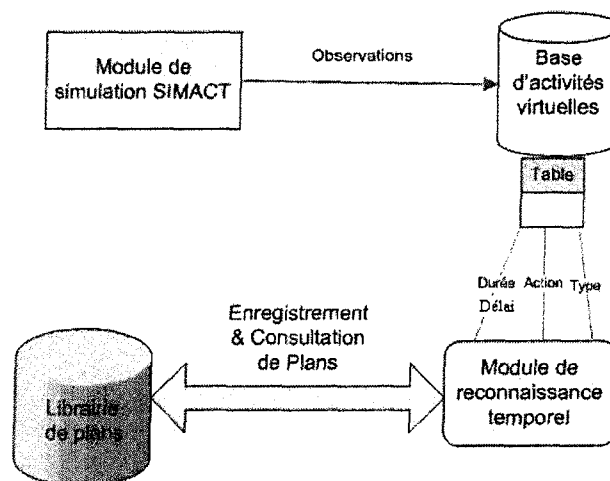 Module de
simulation SIMACT
Observations
Base
d'activités
virtuelles
Table
Durée Action Type
Délai
Enregistrement
& Consultation
de Plans
Librairie
de plans
Module de
reconnaissance
temporel